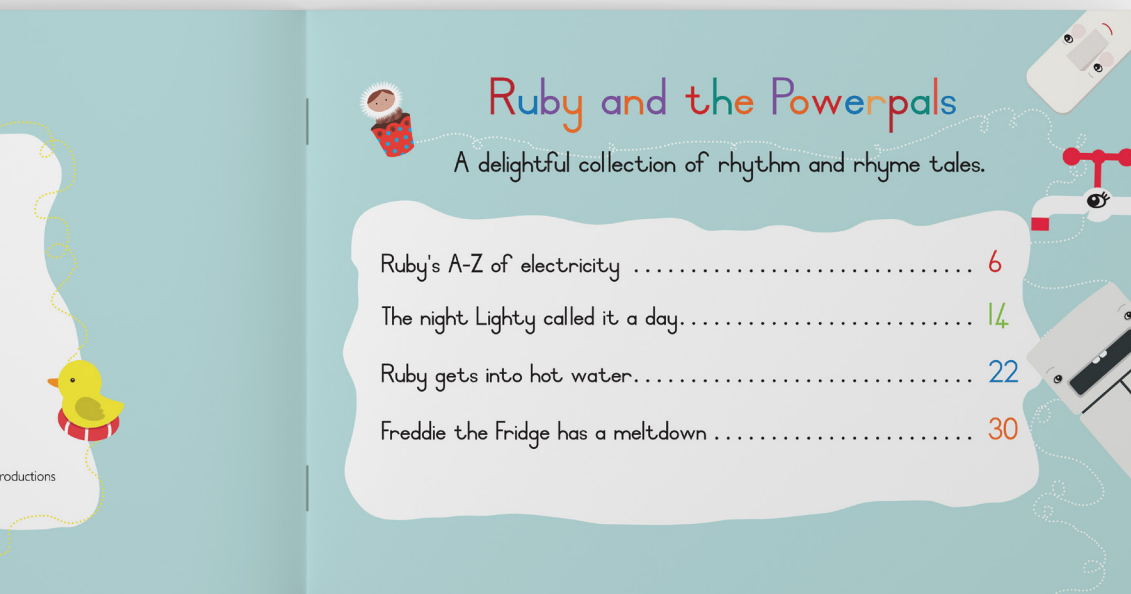 Ruby and the Powerpals
A delightful collection of rhythm and rhyme tales.
Ruby's A-Z of electricity .............................. 6
The night Lighty called it a day.......................... 14
Ruby gets into hot water.............................. 22
Freddie the Fridge has a meltdown ....................... 30
roductions